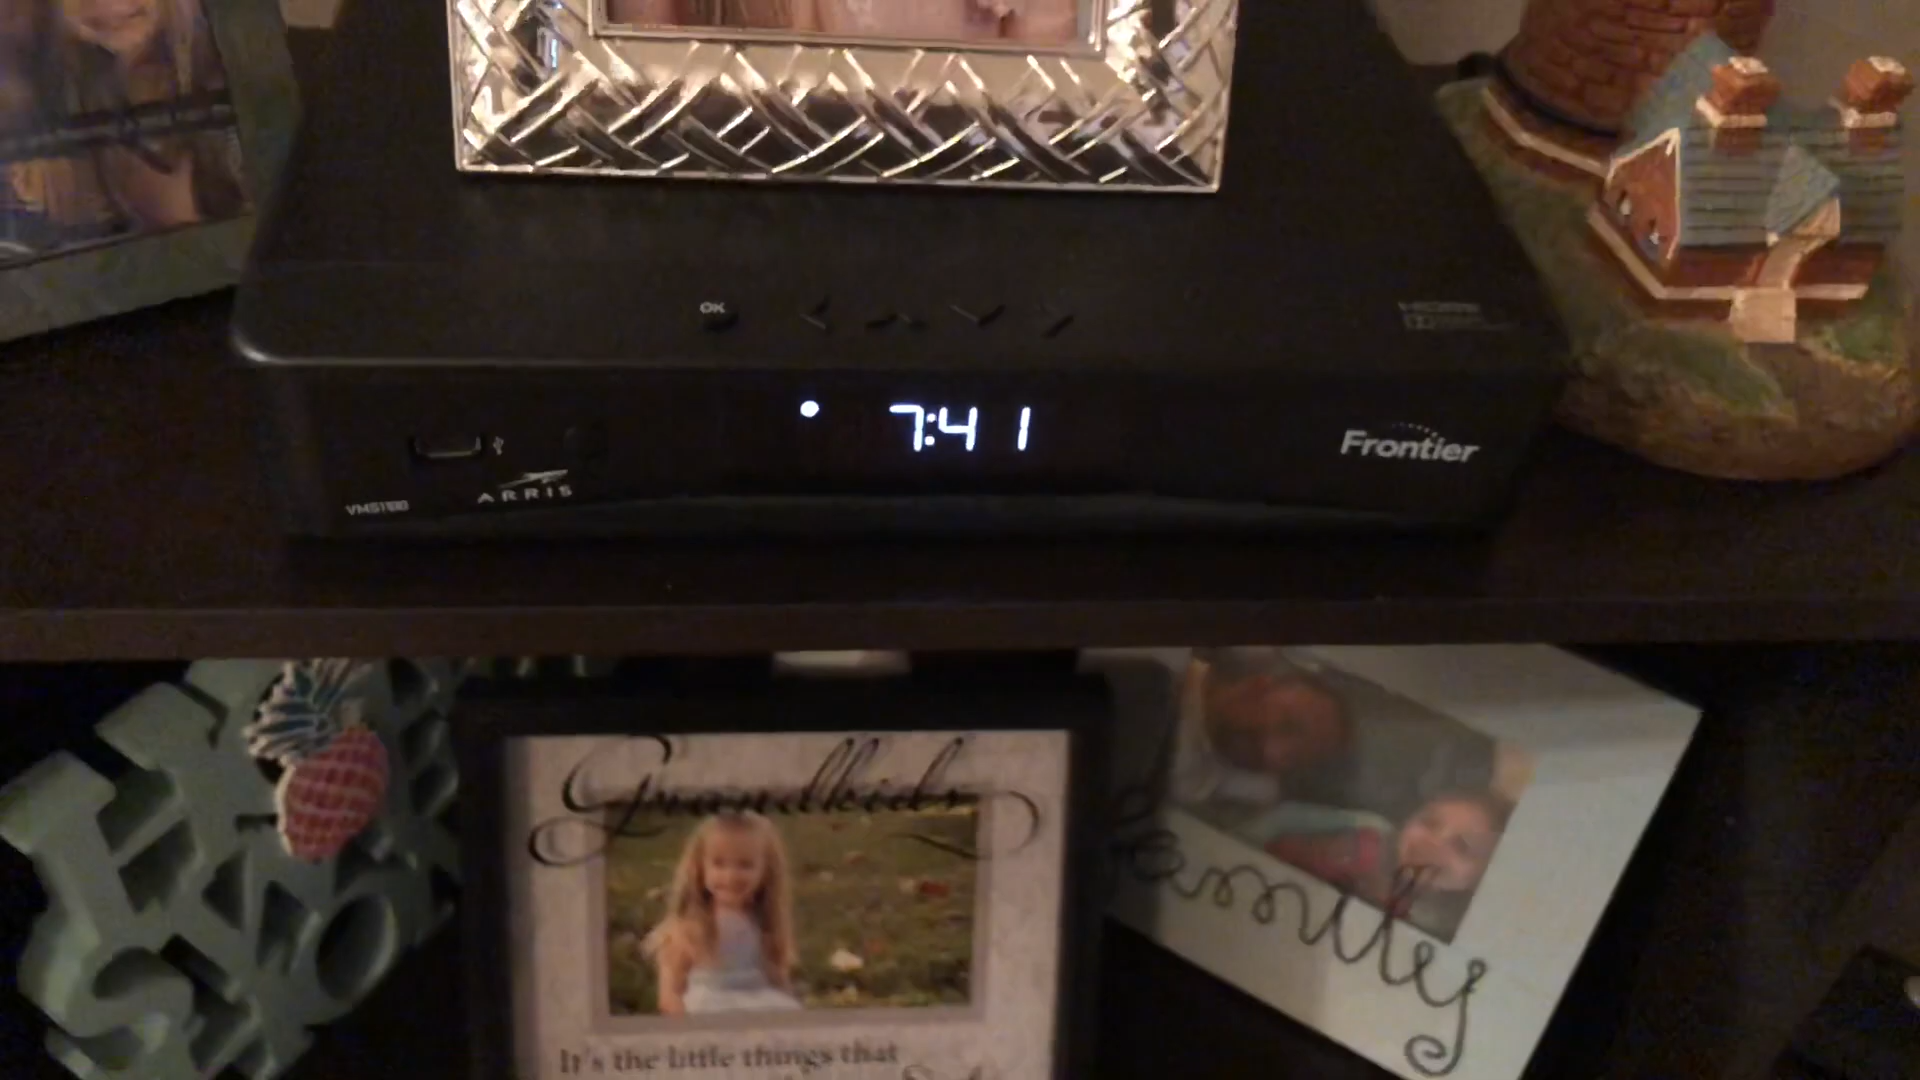 OK
7:41
Frontier
ARRIS
VMS1100
Grandkids
family
It's the little things that